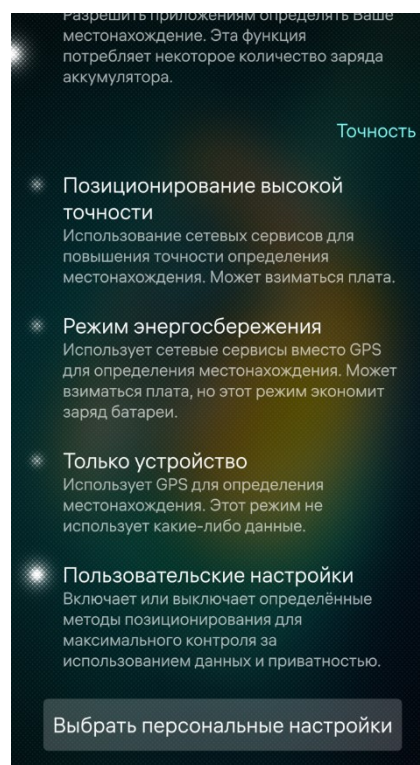 Разрешить приложениям определять Ваше
местонахождение. Эта функция
потребляет некоторое количество заряда
аккумулятора.
Точность
Позиционирование высокой
точности
Использование сетевых сервисов для
повышения точности определения
местонахождения. Может взиматься плата.
Режим энергосбережения
Использует сетевые сервисы вместо GPS
для определения местонахождения. Может
взиматься плата, но этот режим экономит
заряд батареи.
Только устройство
Использует GPS для определения
местонахождения. Этот режим не
использует какие-либо данные.
Пользовательские настройки
Включает или выключает определённые
методы позиционирования для
максимального контроля за
использованием данных и приватностью.
Выбрать персональные настройки